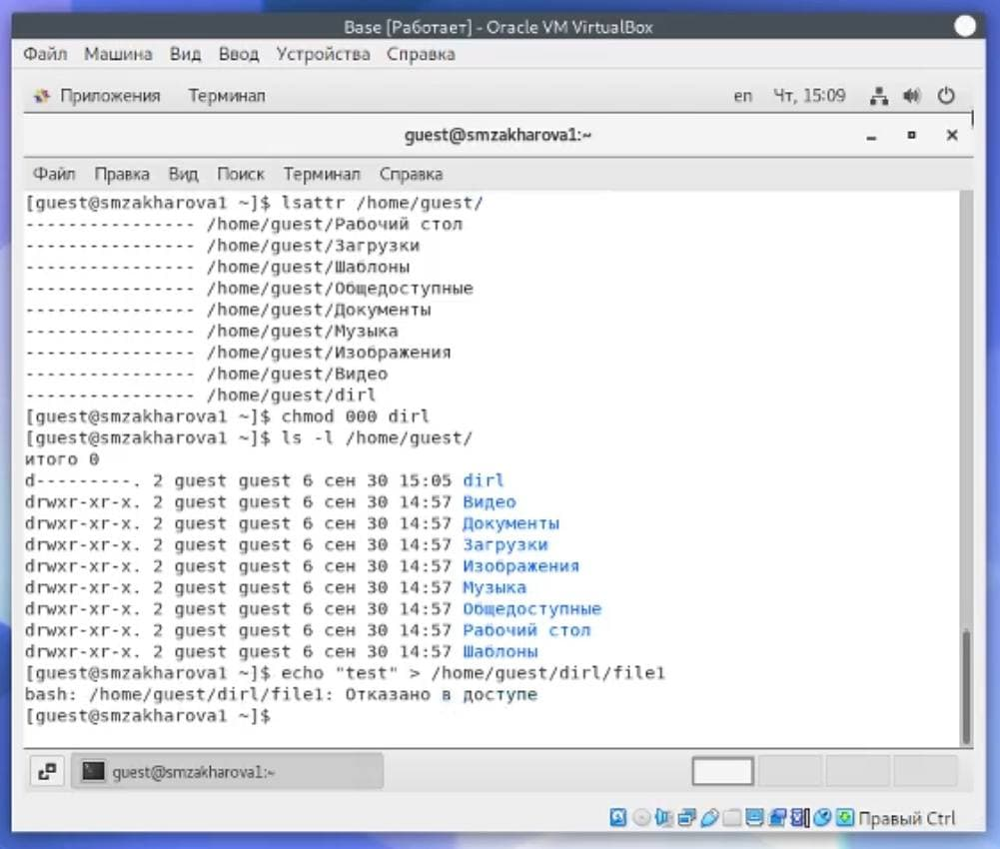 Base [Работает] - Oracle VM VirtualBox
Файл Машина Вид Ввод Устройства Справка
Приложения Терминал en Чт, 15:09
guest@smzakharova1:~
Файл Правка Вид Поиск Терминал Справка
[guest@smzakharova1 ~]$ lsattr /home/guest/
---------------- /home/guest/Рабочий стол
---------------- /home/guest/Загрузки
---------------- /home/guest/Шаблоны
---------------- /home/guest/Общедоступные
---------------- /home/guest/Документы
---------------- /home/guest/Музыка
---------------- /home/guest/Изображения
---------------- /home/guest/Видео
---------------- /home/guest/dirl
[guest@smzakharova1 ~]$ chmod 000 dirl
[guest@smzakharova1 ~]$ ls -l /home/guest/
итого 0
d---------. 2 guest guest 6 сен 30 15:05 dirl
drwxr-xr-x. 2 guest guest 6 сен 30 14:57 Видео
drwxr-xr-x. 2 guest guest 6 сен 30 14:57 Документы
drwxr-xr-x. 2 guest guest 6 сен 30 14:57 Загрузки
drwxr-xr-x. 2 guest guest 6 сен 30 14:57 Изображения
drwxr-xr-x. 2 guest guest 6 сен 30 14:57 Музыка
drwxr-xr-x. 2 guest guest 6 сен 30 14:57 Общедоступные
drwxr-xr-x. 2 guest guest 6 сен 30 14:57 Рабочий стол
drwxr-xr-x. 2 guest guest 6 сен 30 14:57 Шаблоны
[guest@smzakharova1 ~]$ echo "test" > /home/guest/dirl/file1
bash: /home/guest/dirl/file1: Отказано в доступе
[guest@smzakharova1 ~]$
guest@smzakharova1:~
Правый Ctrl